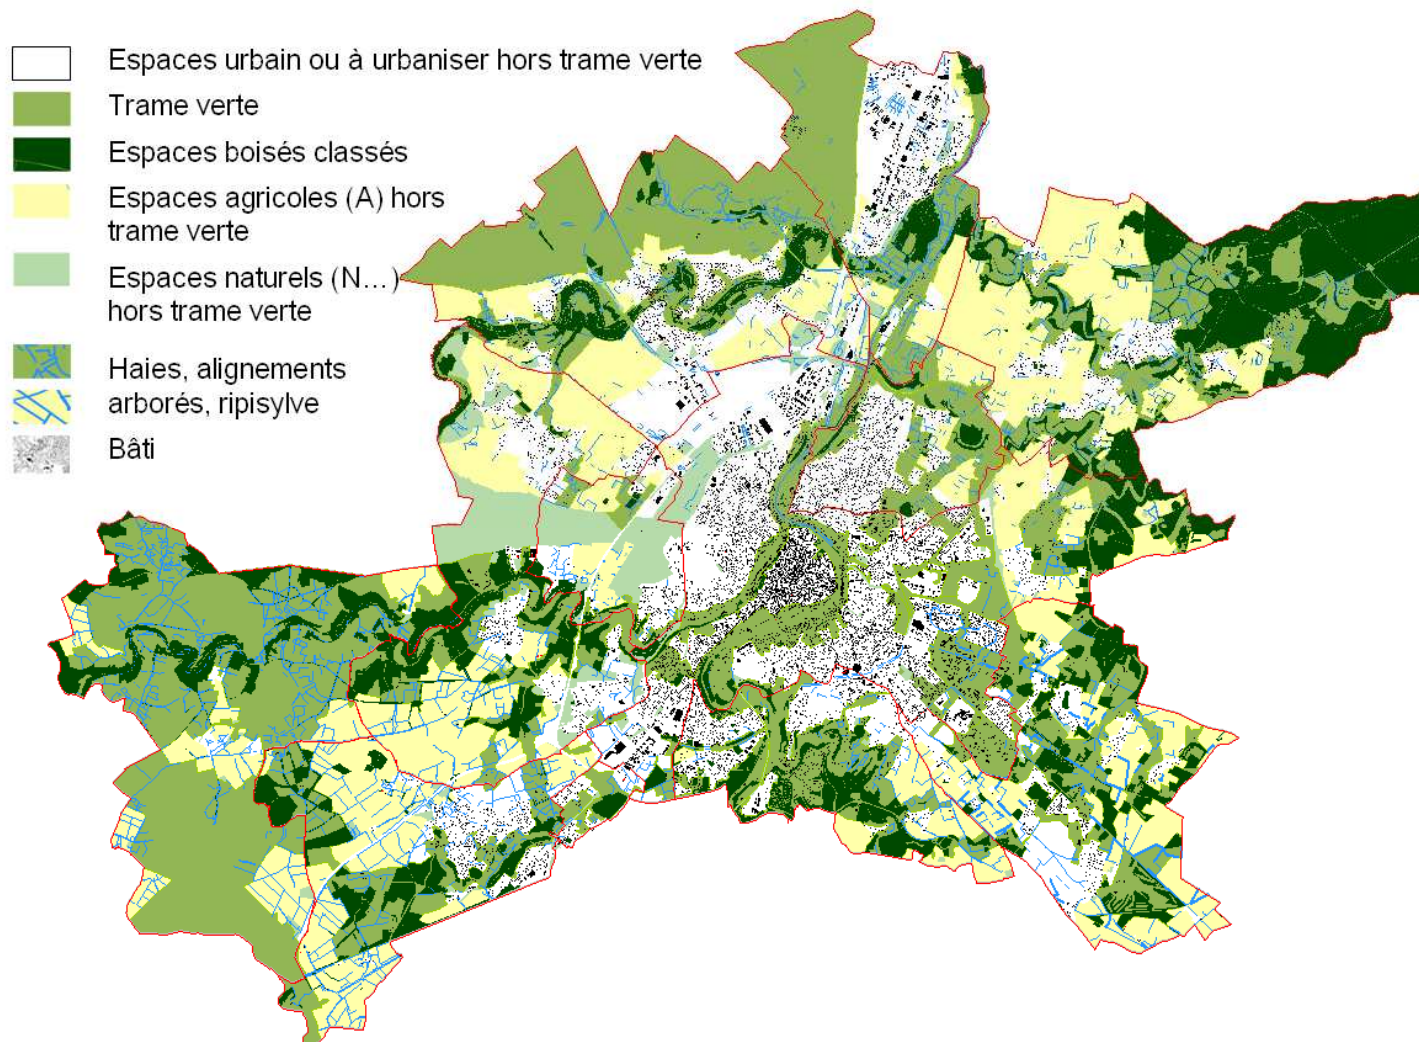 Espaces urbain ou à urbaniser hors trame verte
Trame verte
Espaces boisés classés
Espaces agricoles (A) hors
trame verte
Espaces naturels (N...)
hors trame verte
Haies, alignements
arborés, ripisylve
Bâti